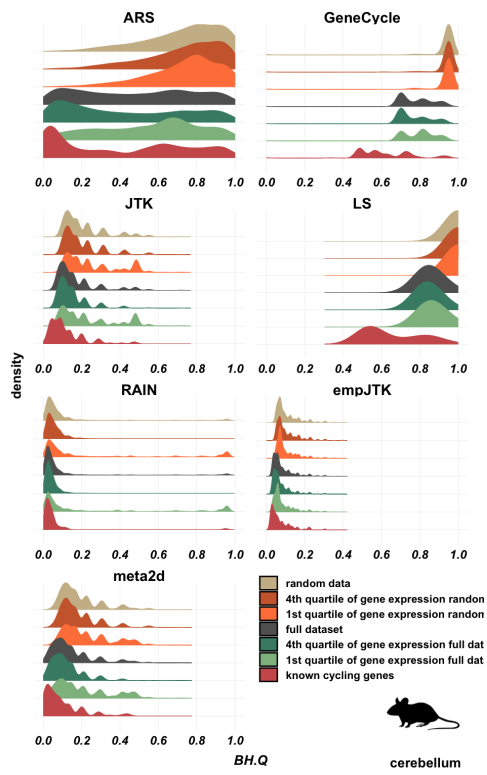 ARS GeneCycle
0.0 0.2 0.4 0.6 0.8 1.0 0.0 0.2 0.4 0.6 0.8 1.0
JTK LS
0.0 0.2 0.4 0.6 0.8 1.0 0.0 0.2 0.4 0.6 0.8 1.0
density
RAIN empJTK
0.0 0.2 0.4 0.6 0.8 1.0 0.0 0.2 0.4 0.6 0.8 1.0
meta2d
0.0 0.2 0.4 0.6 0.8 1.0
BH.Q
random data
4th quartile of gene expression random
1st quartile of gene expression random
full dataset
4th quartile of gene expression full dat
1st quartile of gene expression full dat
known cycling genes
cerebellum